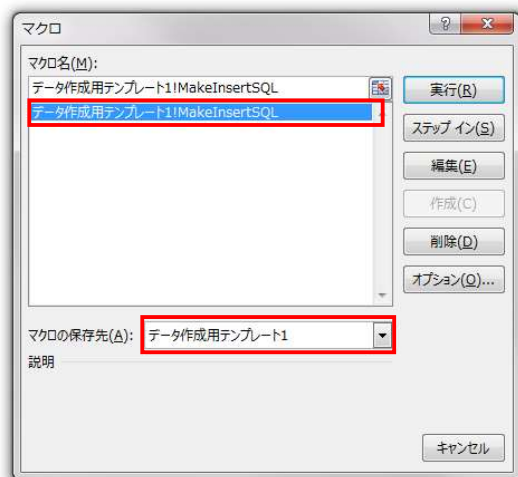 マクロ
マクロ名(M):
データ作成用テンプレート1!MakeInsertSQL
データ作成用テンプレート1!MakeInsertSQL
実行(R)
ステップ イン(S)
編集(E)
作成(C)
削除(D)
オプション(O)...
マクロの保存先(A):
データ作成用テンプレート1
説明
キャンセル